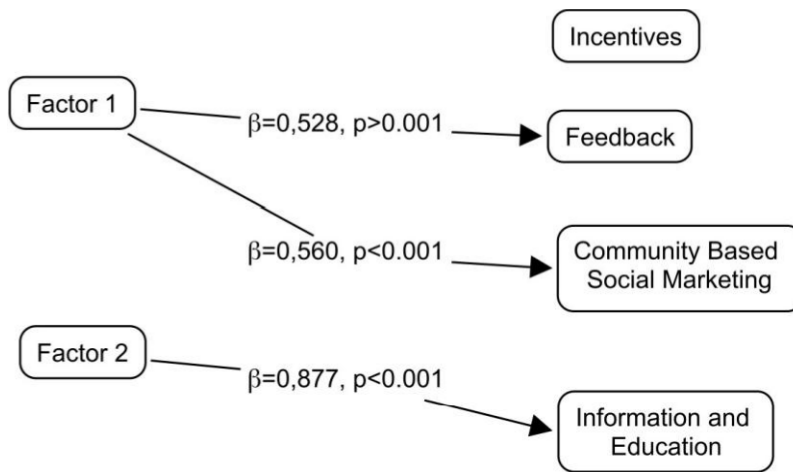 Incentives
Factor 1
β=0,528, p>0.001
Feedback
β=0,560, p<0.001
Community Based
Social Marketing
Factor 2
β=0,877, p<0.001
Information and
Education